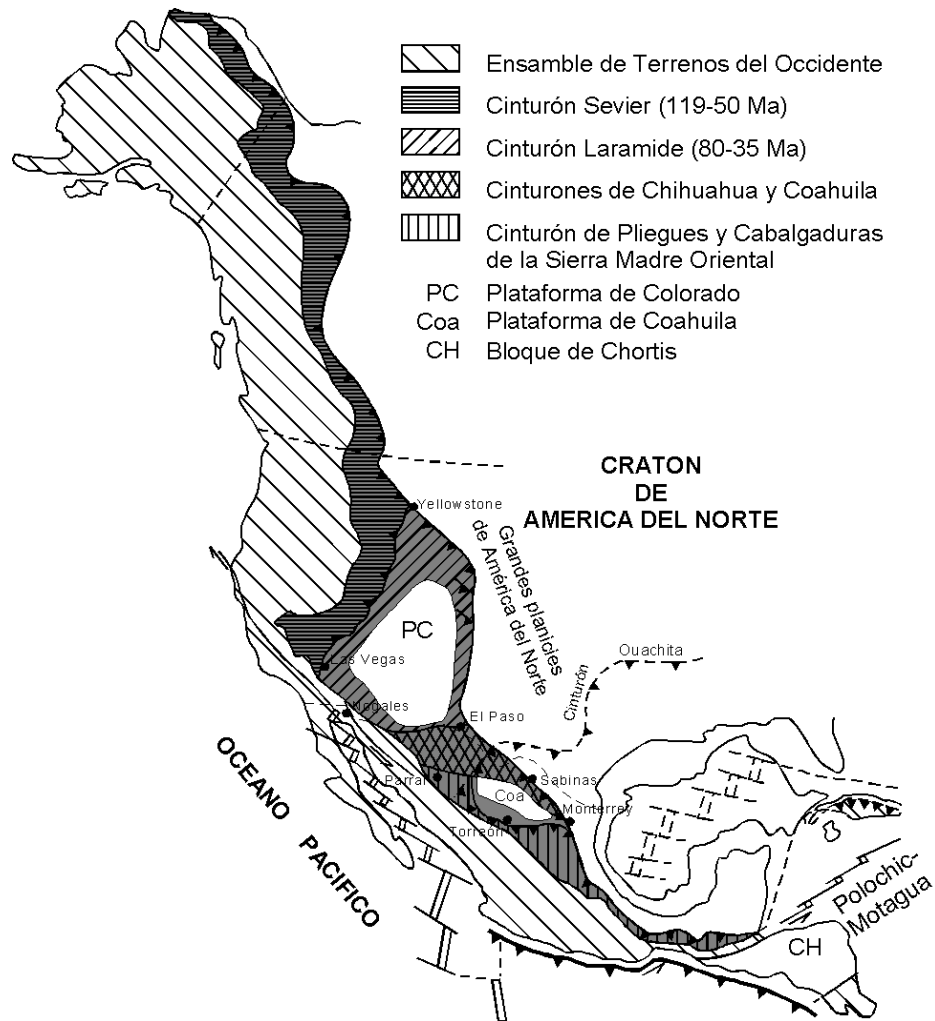 Ensamble de Terrenos del Occidente
Cinturón Sevier (119-50 Ma)
Cinturón Laramide (80-35 Ma)
Cinturones de Chihuahua y Coahuila
Cinturón de Pliegues y Cabalgaduras
de la Sierra Madre Oriental
PC Plataforma de Colorado
Coa Plataforma de Coahuila
CH Bloque de Chortis
CRATON
DE
AMERICA DEL NORTE
Yellowstone
Grandes planicies
de América del Norte
PC
Ouachita
Las Vegas
Cinturón
Nogales
El Paso
Parral
Sabinas
Coa
Monterrey
Torreón
OCEANO PACIFICO
Polochic-
Motagua
CH